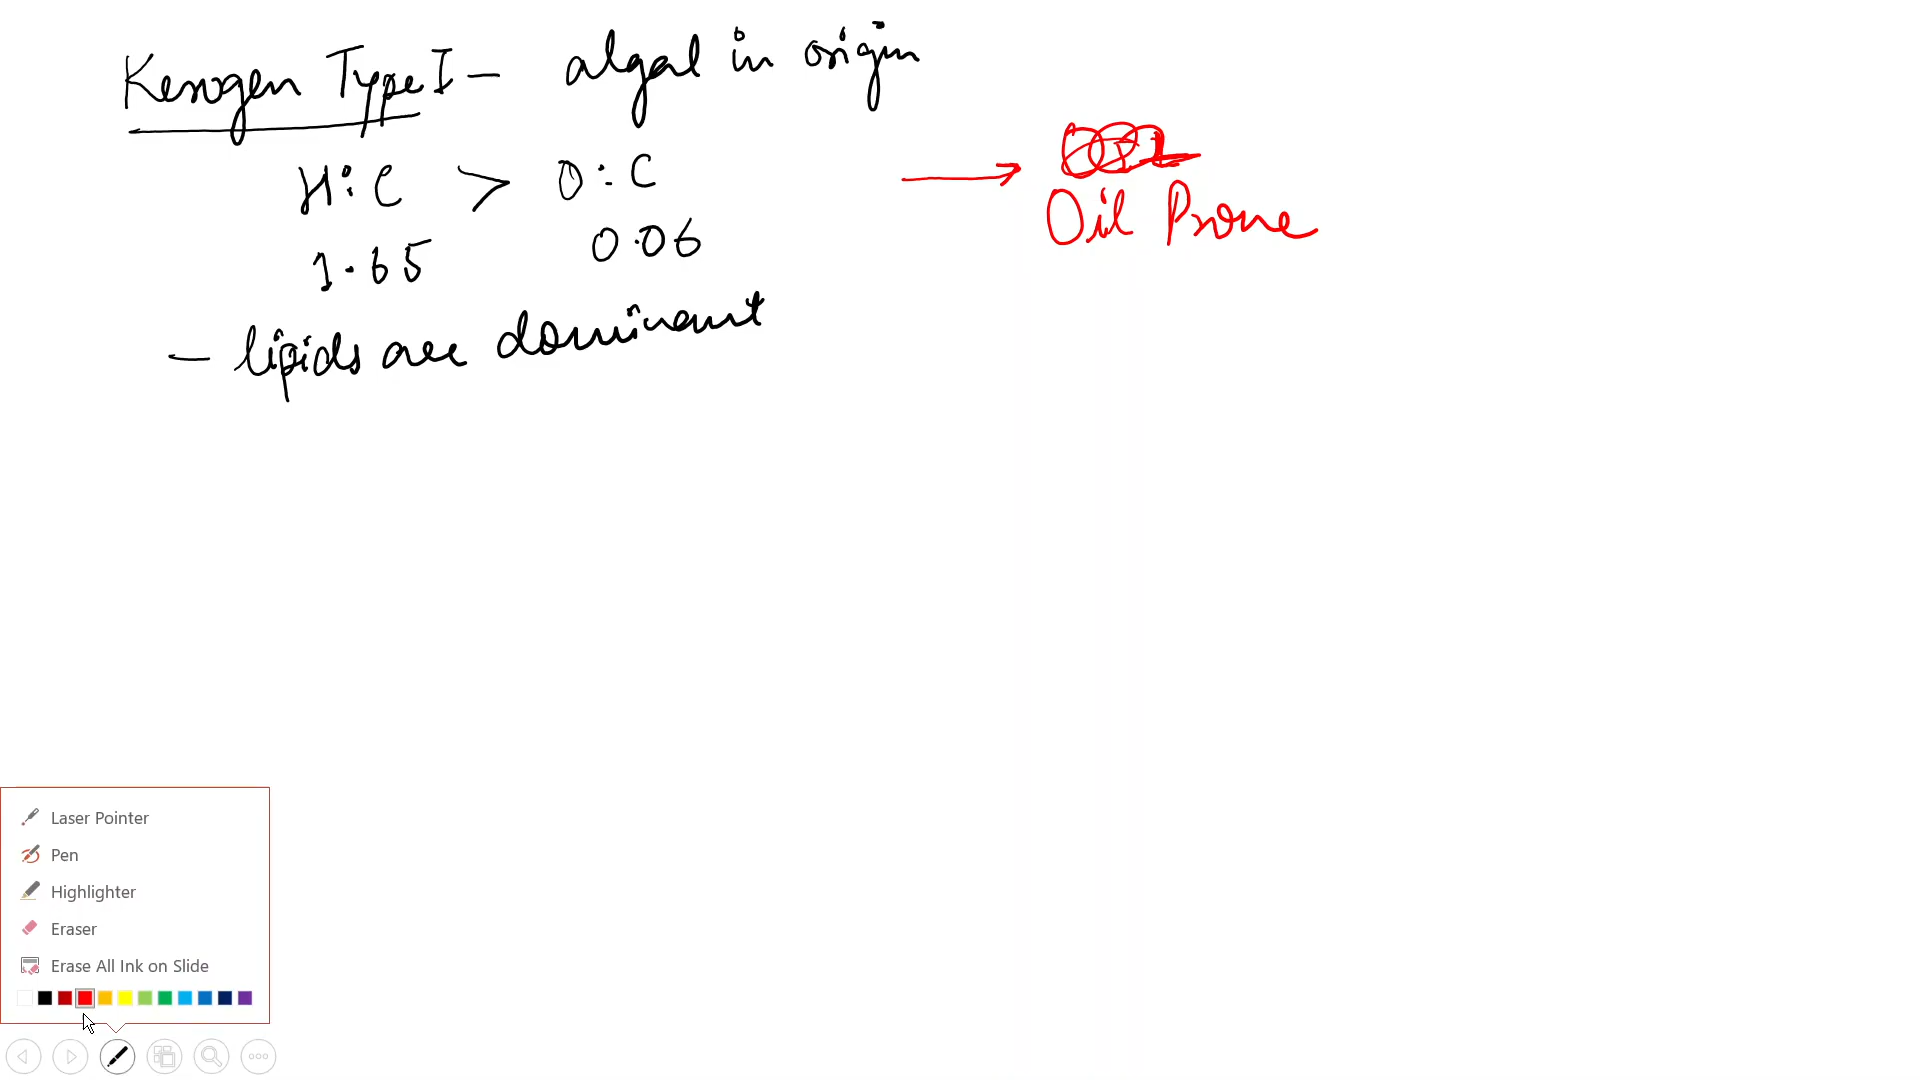 Kerogen Type I - algal in origin
H:C > O:C
1.65 0.06
- lipids are dominant
→
Oil Prone
Laser Pointer
Pen
Highlighter
Eraser
Erase All Ink on Slide